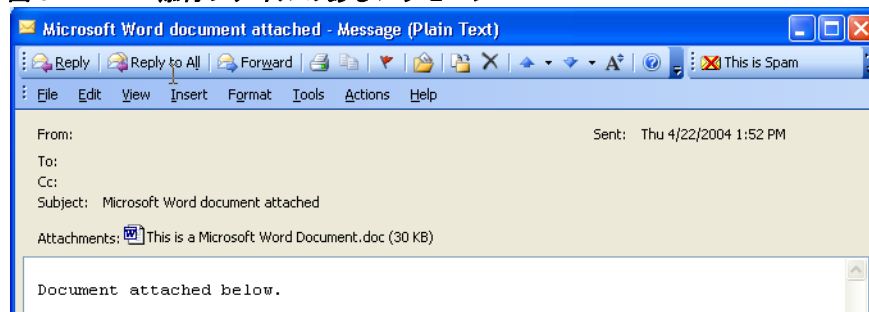 Microsoft Word document attached - Message (Plain Text)
Reply Reply to All Forward A This is Spam
File Edit View Insert Format Tools Actions Help
From: Sent: Thu 4/22/2004 1:52 PM
To:
Cc:
Subject: Microsoft Word document attached
Attachments: This is a Microsoft Word Document.doc (30 KB)
Document attached below.